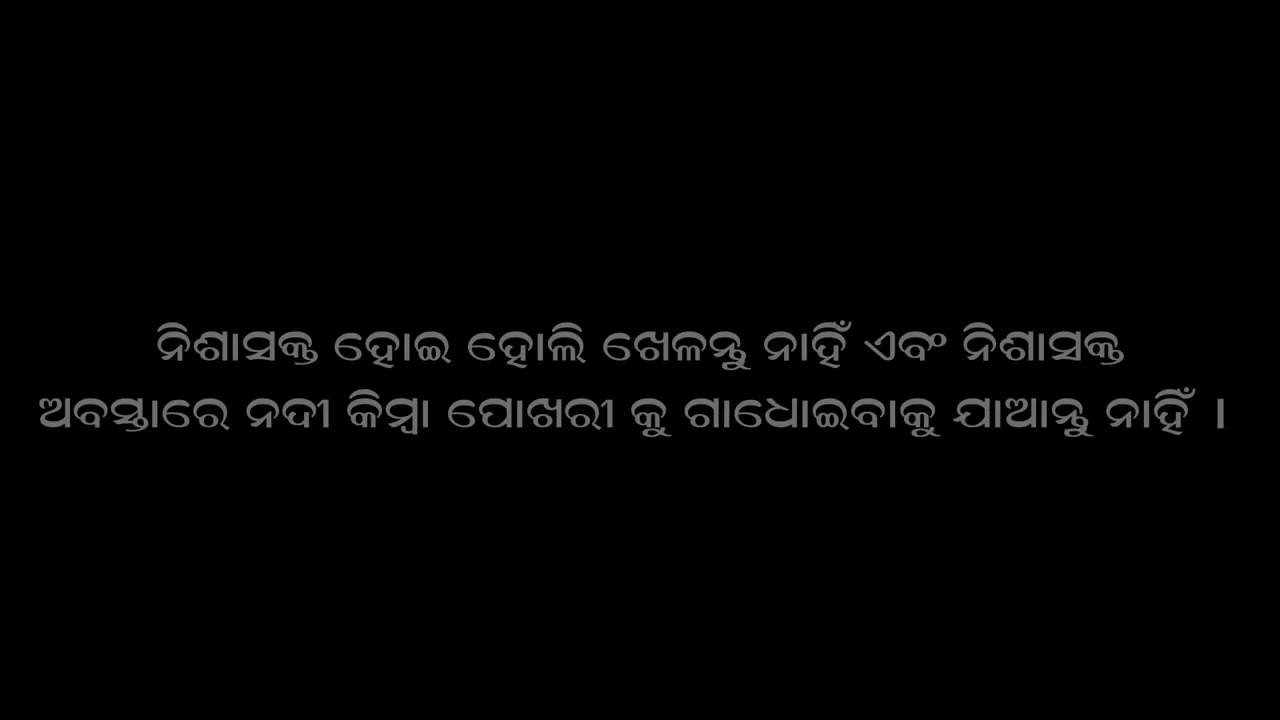 ନିଶାସକ୍ତ ହୋଇ ହୋଲି ଖେଳନ୍ତୁ ନାହିଁ ଏବଂ ନିଶାସକ୍ତ
ଅବସ୍ତାରେ ନଦୀ କିମ୍ବା ପୋଖରୀ କୁ ଗାଧୋଇବାକୁ ଯାଆନ୍ତୁ ନାହିଁ ।